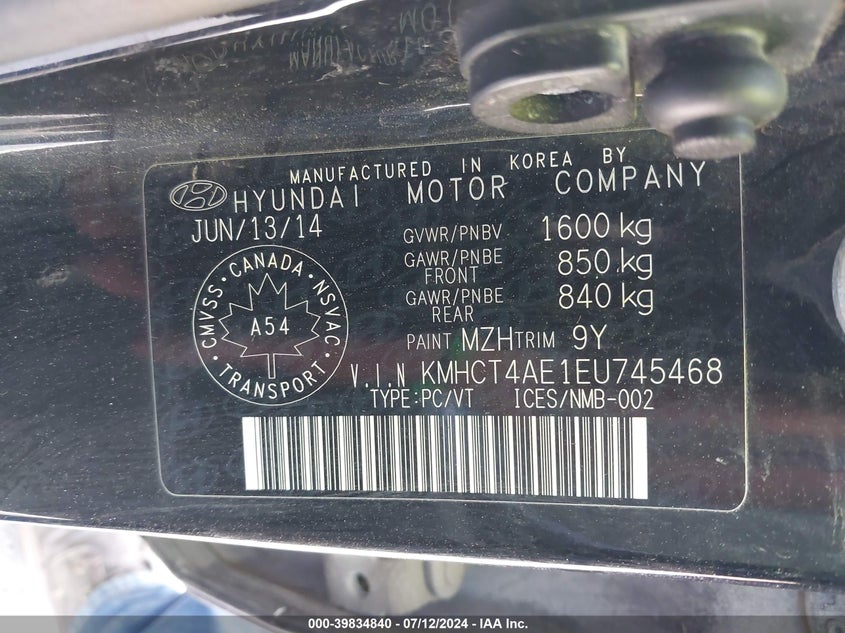 MANUFACTURED IN KOREA BY
HYUNDAI MOTOR COMPANY
JUN/13/14
GVWR/PNBV 1600 kg
GAWR/PNBE FRONT 850 kg
GAWR/PNBE REAR 840 kg
CMVSS · CANADA · NSVAC · TRANSPORT
A54
PAINT MZH TRIM 9Y
V.I.N KMHCT4AE1EU745468
TYPE:PC/VT ICES/NMB-002
000-39834840 - 07/12/2024 - IAA Inc.